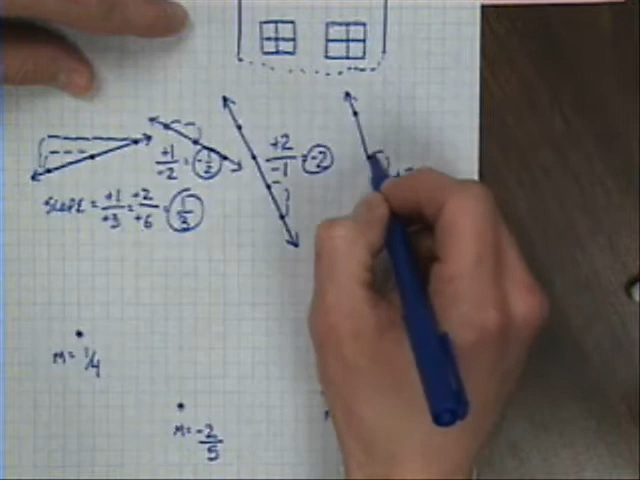 +1/-2 = -1/2
+2/-1 = -2
SLOPE = +1/+3 = +2/+6 = 1/3
M = 1/4
M = -2/5